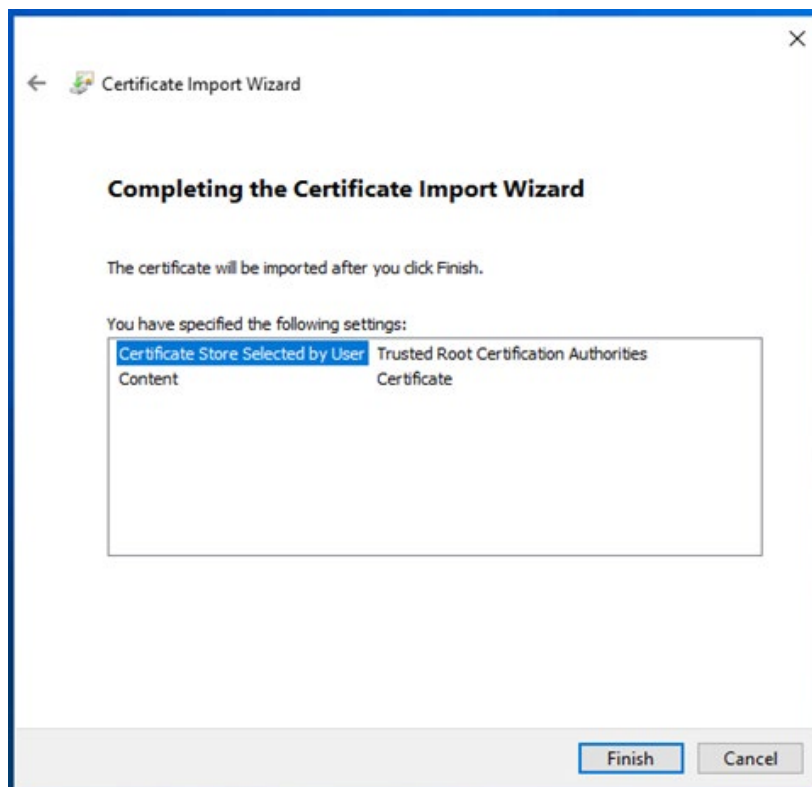 Certificate Import Wizard
Completing the Certificate Import Wizard
The certificate will be imported after you click Finish.
You have specified the following settings:
Certificate Store Selected by User Trusted Root Certification Authorities
Content Certificate
Finish Cancel